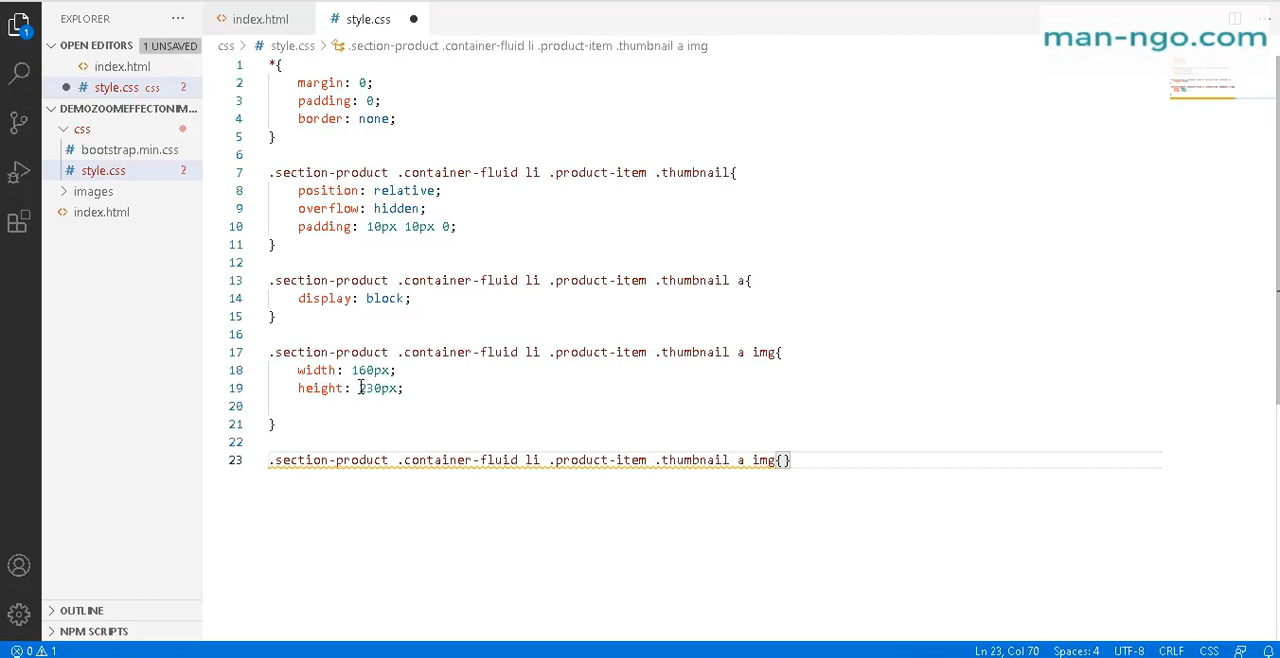 EXPLORER ···
OPEN EDITORS 1 UNSAVED
index.html
style.css css 2
DEMOZOOMEFFECTONIM...
css
bootstrap.min.css
style.css 2
images
index.html
OUTLINE
NPM SCRIPTS
1
index.html
style.css
man-ngo.com
css > style.css > .section-product .container-fluid li .product-item .thumbnail a img
1 *{
2 margin: 0;
3 padding: 0;
4 border: none;
5 }
6
7 .section-product .container-fluid li .product-item .thumbnail{
8 position: relative;
9 overflow: hidden;
10 padding: 10px 10px 0;
11 }
12
13 .section-product .container-fluid li .product-item .thumbnail a{
14 display: block;
15 }
16
17 .section-product .container-fluid li .product-item .thumbnail a img{
18 width: 160px;
19 height: 230px;
20
21 }
22
23 .section-product .container-fluid li .product-item .thumbnail a img{}
0 1 Ln 23, Col 70 Spaces: 4 UTF-8 CRLF CSS